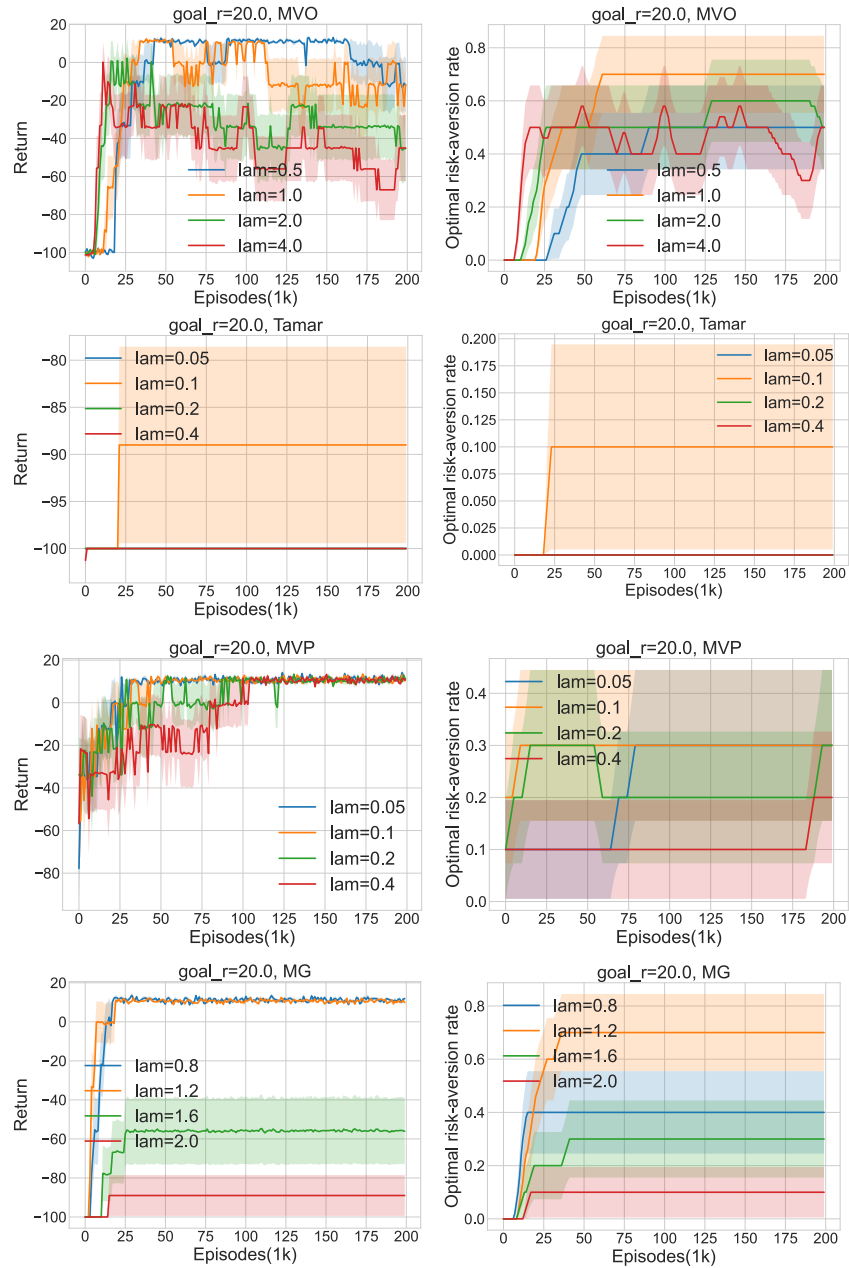 goal_r=20.0, MVO
Return
20
0
−20
−40
−60
−80
−100
lam=0.5
lam=1.0
lam=2.0
lam=4.0
0 25 50 75 100 125 150 175 200
Episodes(1k)
goal_r=20.0, MVO
Optimal risk-aversion rate
0.8
0.6
0.4
0.2
0.0
lam=0.5
lam=1.0
lam=2.0
lam=4.0
0 25 50 75 100 125 150 175 200
Episodes(1k)
goal_r=20.0, Tamar
Return
−80
−85
−90
−95
−100
lam=0.05
lam=0.1
lam=0.2
lam=0.4
0 25 50 75 100 125 150 175 200
Episodes(1k)
goal_r=20.0, Tamar
Optimal risk-aversion rate
0.200
0.175
0.150
0.125
0.100
0.075
0.050
0.025
0.000
lam=0.05
lam=0.1
lam=0.2
lam=0.4
0 25 50 75 100 125 150 175 200
Episodes(1k)
goal_r=20.0, MVP
Return
20
0
−20
−40
−60
−80
lam=0.05
lam=0.1
lam=0.2
lam=0.4
0 25 50 75 100 125 150 175 200
Episodes(1k)
goal_r=20.0, MVP
Optimal risk-aversion rate
0.4
0.3
0.2
0.1
0.0
lam=0.05
lam=0.1
lam=0.2
lam=0.4
0 25 50 75 100 125 150 175 200
Episodes(1k)
goal_r=20.0, MG
Return
20
0
−20
−40
−60
−80
−100
lam=0.8
lam=1.2
lam=1.6
lam=2.0
0 25 50 75 100 125 150 175 200
Episodes(1k)
goal_r=20.0, MG
Optimal risk-aversion rate
0.8
0.6
0.4
0.2
0.0
lam=0.8
lam=1.2
lam=1.6
lam=2.0
0 25 50 75 100 125 150 175 200
Episodes(1k)